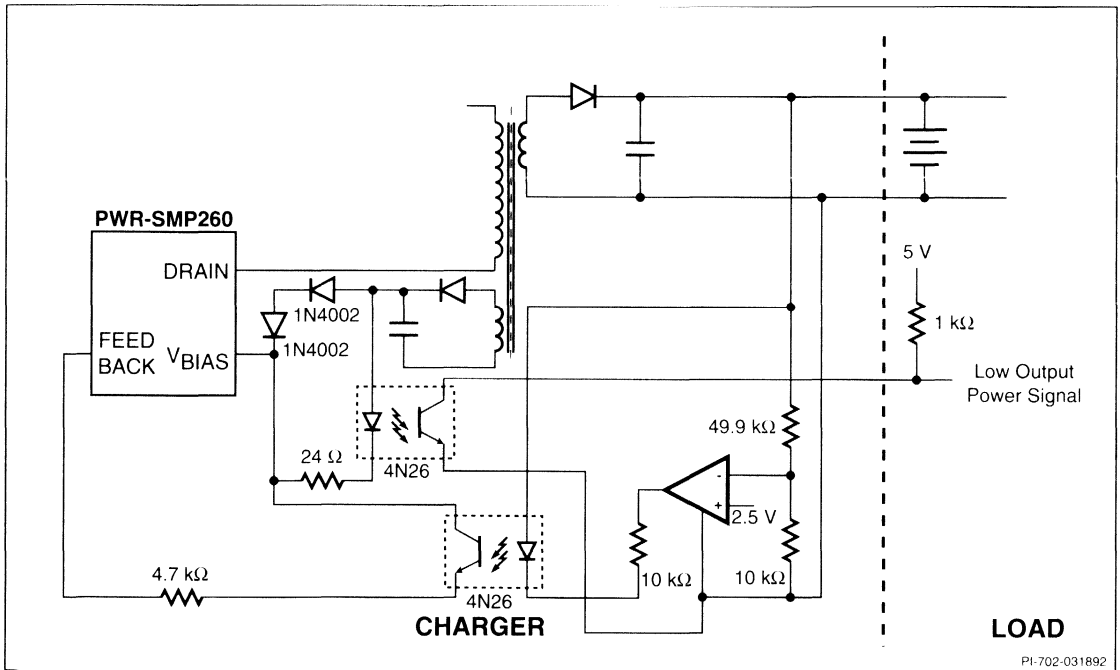 PWR-SMP260
DRAIN
FEED
BACK
VBIAS
1N4002
1N4002
5 V
1 kΩ
Low Output
Power Signal
49.9 kΩ
24 Ω
4N26
-
+
2.5 V
10 kΩ
10 kΩ
4.7 kΩ
4N26
CHARGER
LOAD
PI-702-031892